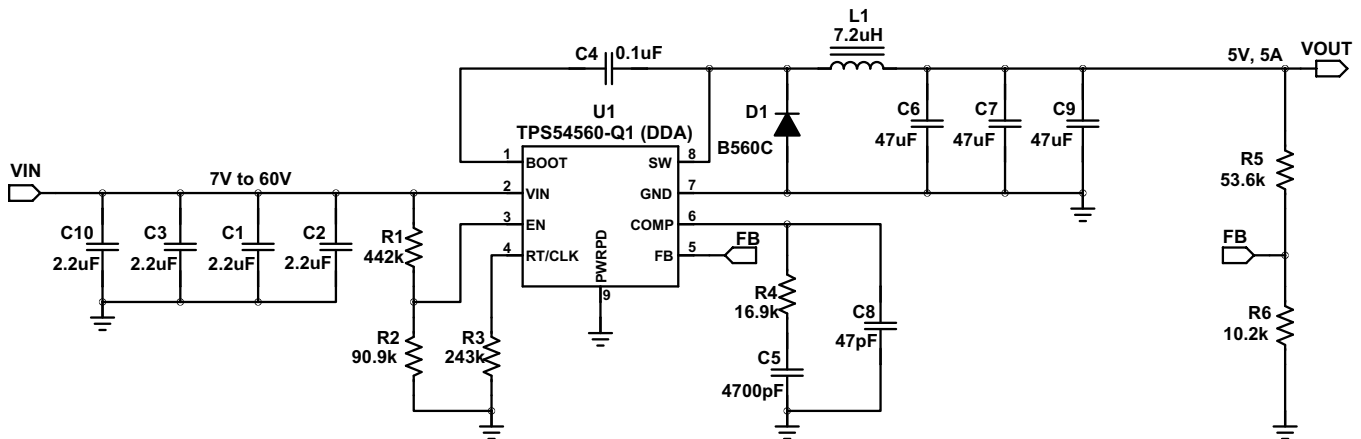 L1
7.2uH
C4 0.1uF
5V, 5A
VOUT
U1
TPS54560-Q1 (DDA)
D1
B560C
C6
47uF
C7
47uF
C9
47uF
R5
53.6k
VIN
7V to 60V
1 BOOT
2 VIN
3 EN
4 RT/CLK
SW 8
GND 7
COMP 6
FB 5
PWRPD
9
FB
FB
C10
2.2uF
C3
2.2uF
C1
2.2uF
C2
2.2uF
R1
442k
R2
90.9k
R3
243k
R4
16.9k
C5
4700pF
C8
47pF
R6
10.2k